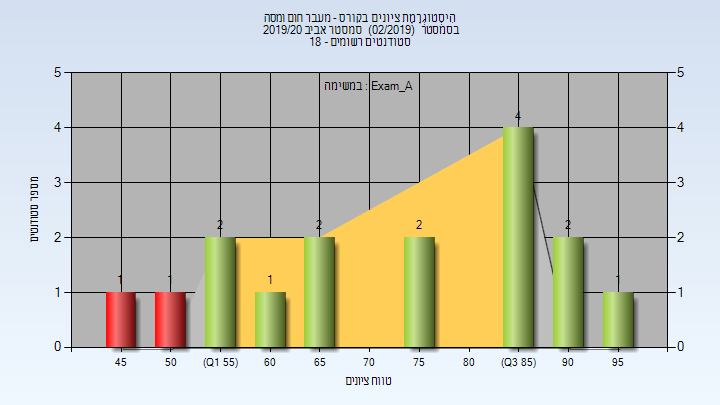 היסטוגרמת ציונים בקורס - מעבר חום ומסה
בסמסטר (02/2019) סמסטר אביב 2019/20
סטודנטים רשומים - 18
במשימה : Exam_A
5 5
4 4
3 3
2 2
1 1
0 0
1 1 2 1 2 2 4 2 1
מספר סטודנטים
45 50 (Q1 55) 60 65 70 75 80 (Q3 85) 90 95
טווח ציונים